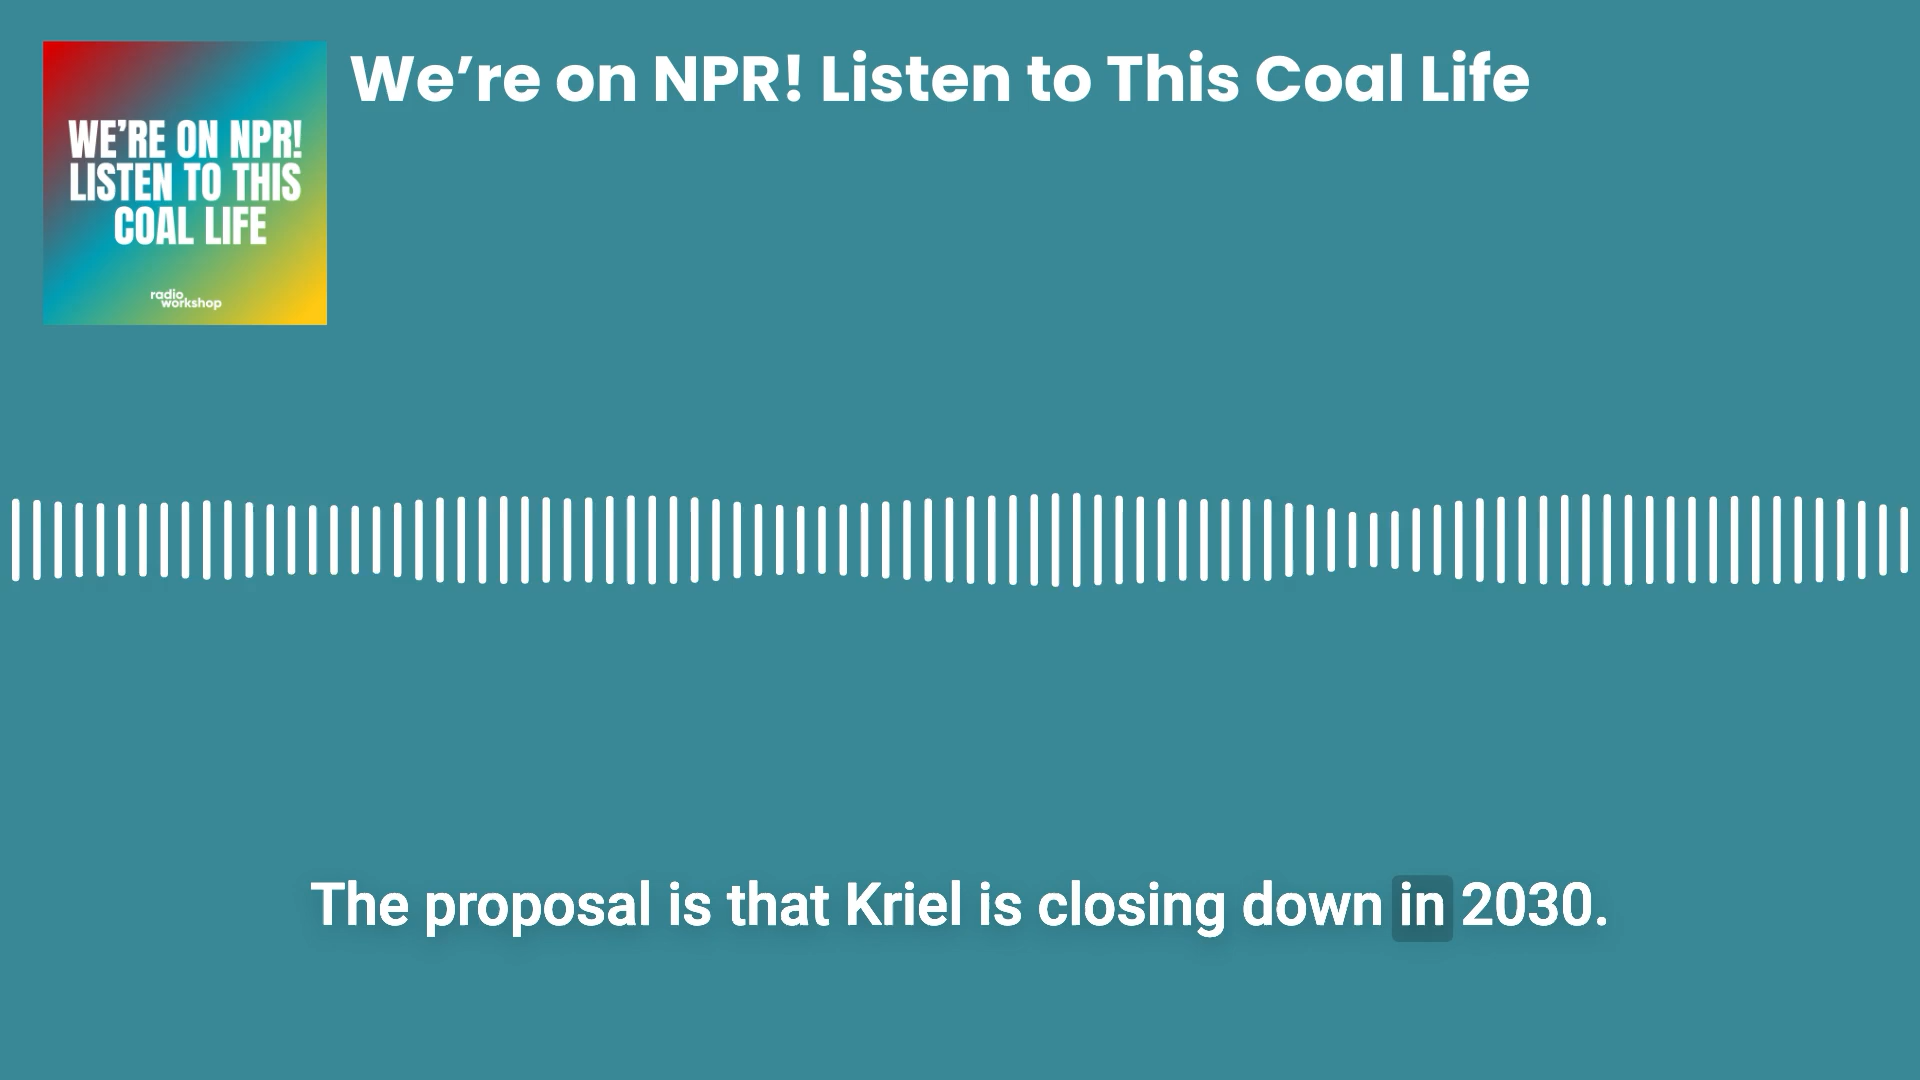 We’re on NPR! Listen to This Coal Life
WE’RE ON NPR!
LISTEN TO THIS
COAL LIFE
radio
workshop
The proposal is that Kriel is closing down in 2030.